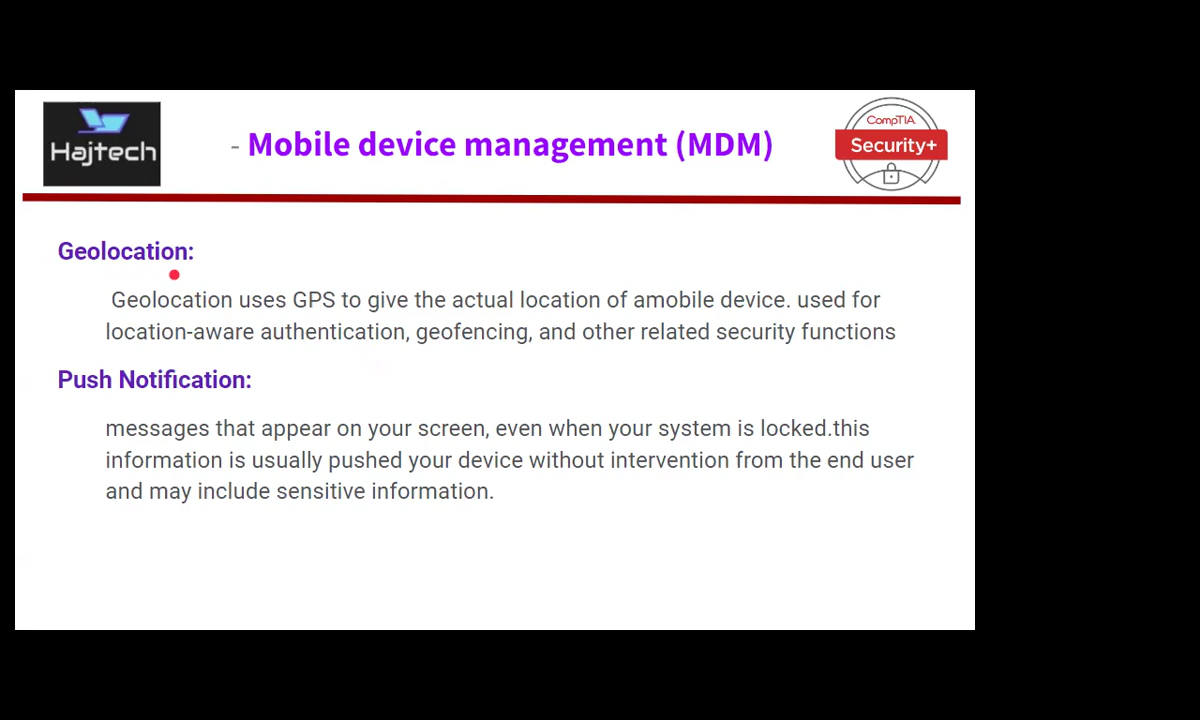 Hajtech
- Mobile device management (MDM)
CompTIA
Security+
Geolocation:
Geolocation uses GPS to give the actual location of amobile device. used for
location-aware authentication, geofencing, and other related security functions
Push Notification:
messages that appear on your screen, even when your system is locked.this
information is usually pushed your device without intervention from the end user
and may include sensitive information.